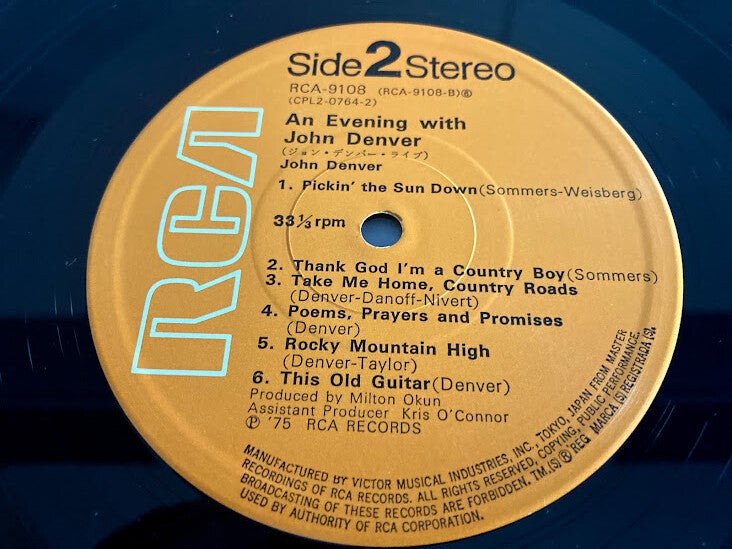 RCA
Side 2 Stereo
RCA-9108 (RCA-9108-B)Ⓡ
(CPL2-0764-2)
An Evening with
John Denver
(ジョン・デンバー・ライブ)
John Denver
1. Pickin' the Sun Down(Sommers-Weisberg)
33⅓ rpm
2. Thank God I'm a Country Boy(Sommers)
3. Take Me Home, Country Roads
(Denver-Danoff-Nivert)
4. Poems, Prayers and Promises
(Denver)
5. Rocky Mountain High
(Denver-Taylor)
6. This Old Guitar(Denver)
Produced by Milton Okun
Assistant Producer Kris O'Connor
Ⓟ '75 RCA RECORDS
MANUFACTURED BY VICTOR MUSICAL INDUSTRIES, INC., TOKYO, JAPAN FROM MASTER
RECORDINGS OF RCA RECORDS. ALL RIGHTS RESERVED, COPYING, PUBLIC PERFORMANCE,
BROADCASTING OF THESE RECORDS ARE FORBIDDEN. TM.(S)® REG MARCA (S) REGISTRADA (S).
USED BY AUTHORITY OF RCA CORPORATION.